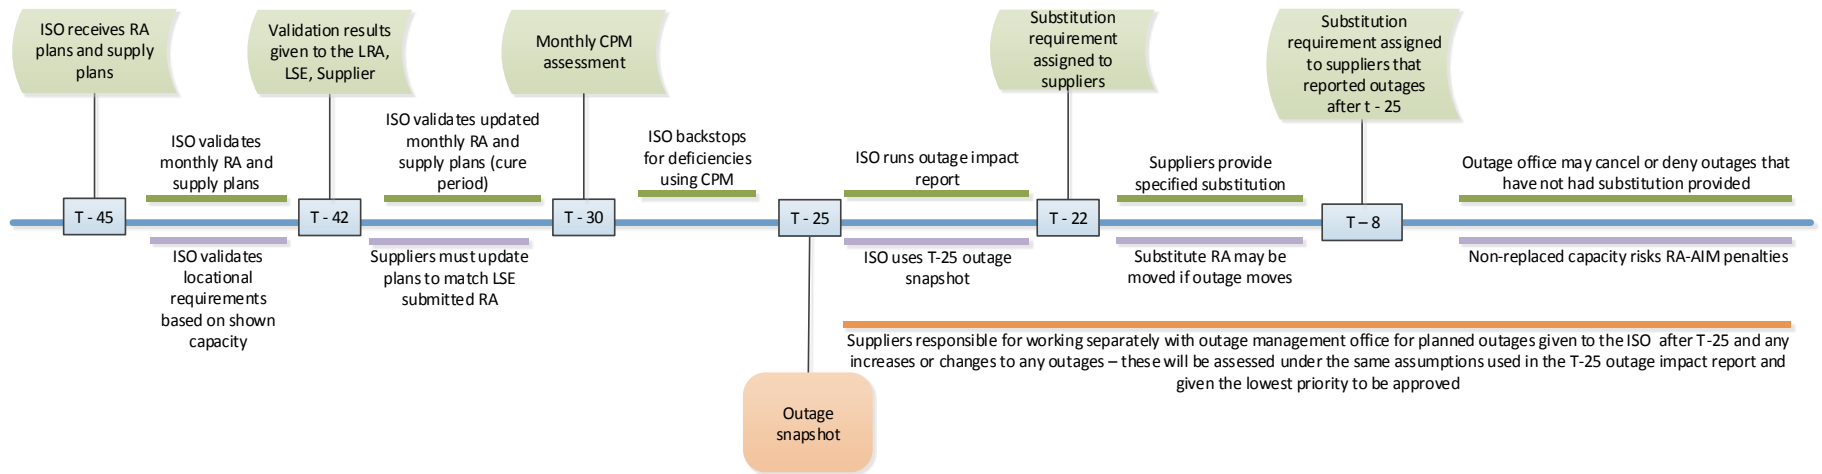 ISO receives RA
plans and supply
plans
Validation results
given to the LRA,
LSE, Supplier
Monthly CPM
assessment
Substitution
requirement
assigned to
suppliers
Substitution
requirement assigned
to suppliers that
reported outages
after t - 25
ISO validates
monthly RA and
supply plans
ISO validates updated
monthly RA and
supply plans (cure
period)
ISO backstops
for deficiencies
using CPM
ISO runs outage impact
report
Suppliers provide
specified substitution
Outage office may cancel or deny outages that
have not had substitution provided
T - 45
T - 42
T - 30
T - 25
T - 22
T – 8
ISO validates
locational
requirements
based on shown
capacity
Suppliers must update
plans to match LSE
submitted RA
ISO uses T-25 outage
snapshot
Substitute RA may be
moved if outage moves
Non-replaced capacity risks RA-AIM penalties
Suppliers responsible for working separately with outage management office for planned outages given to the ISO after T-25 and any
increases or changes to any outages – these will be assessed under the same assumptions used in the T-25 outage impact report and
given the lowest priority to be approved
Outage
snapshot